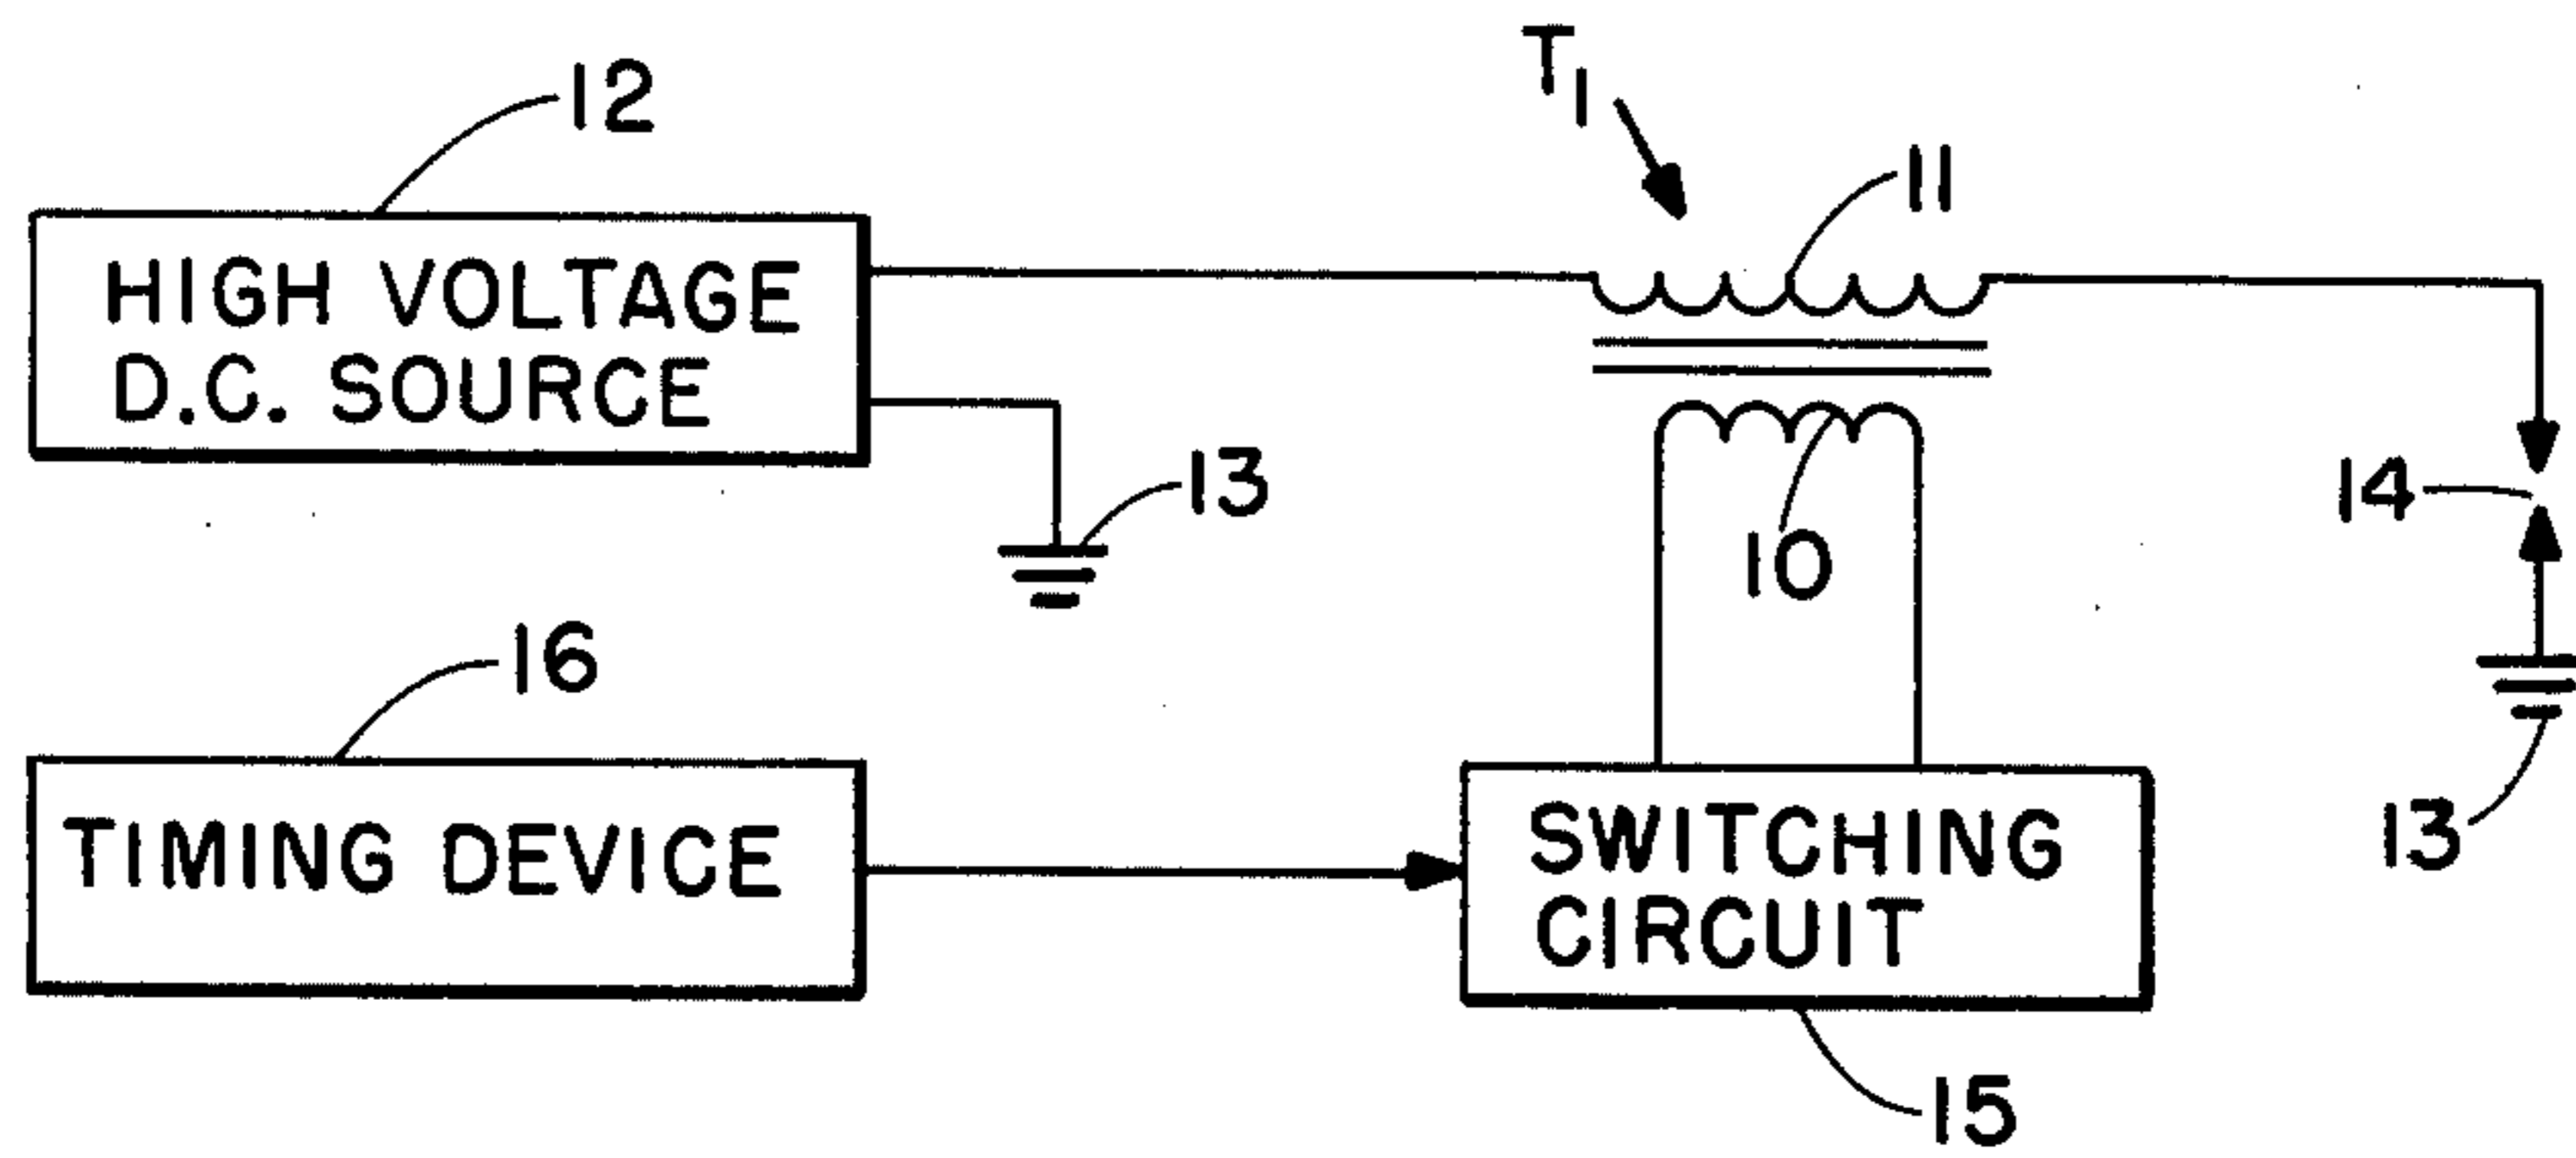 12
T1
11
HIGH VOLTAGE
D.C. SOURCE
13
14
10
16
13
TIMING DEVICE
SWITCHING
CIRCUIT
15